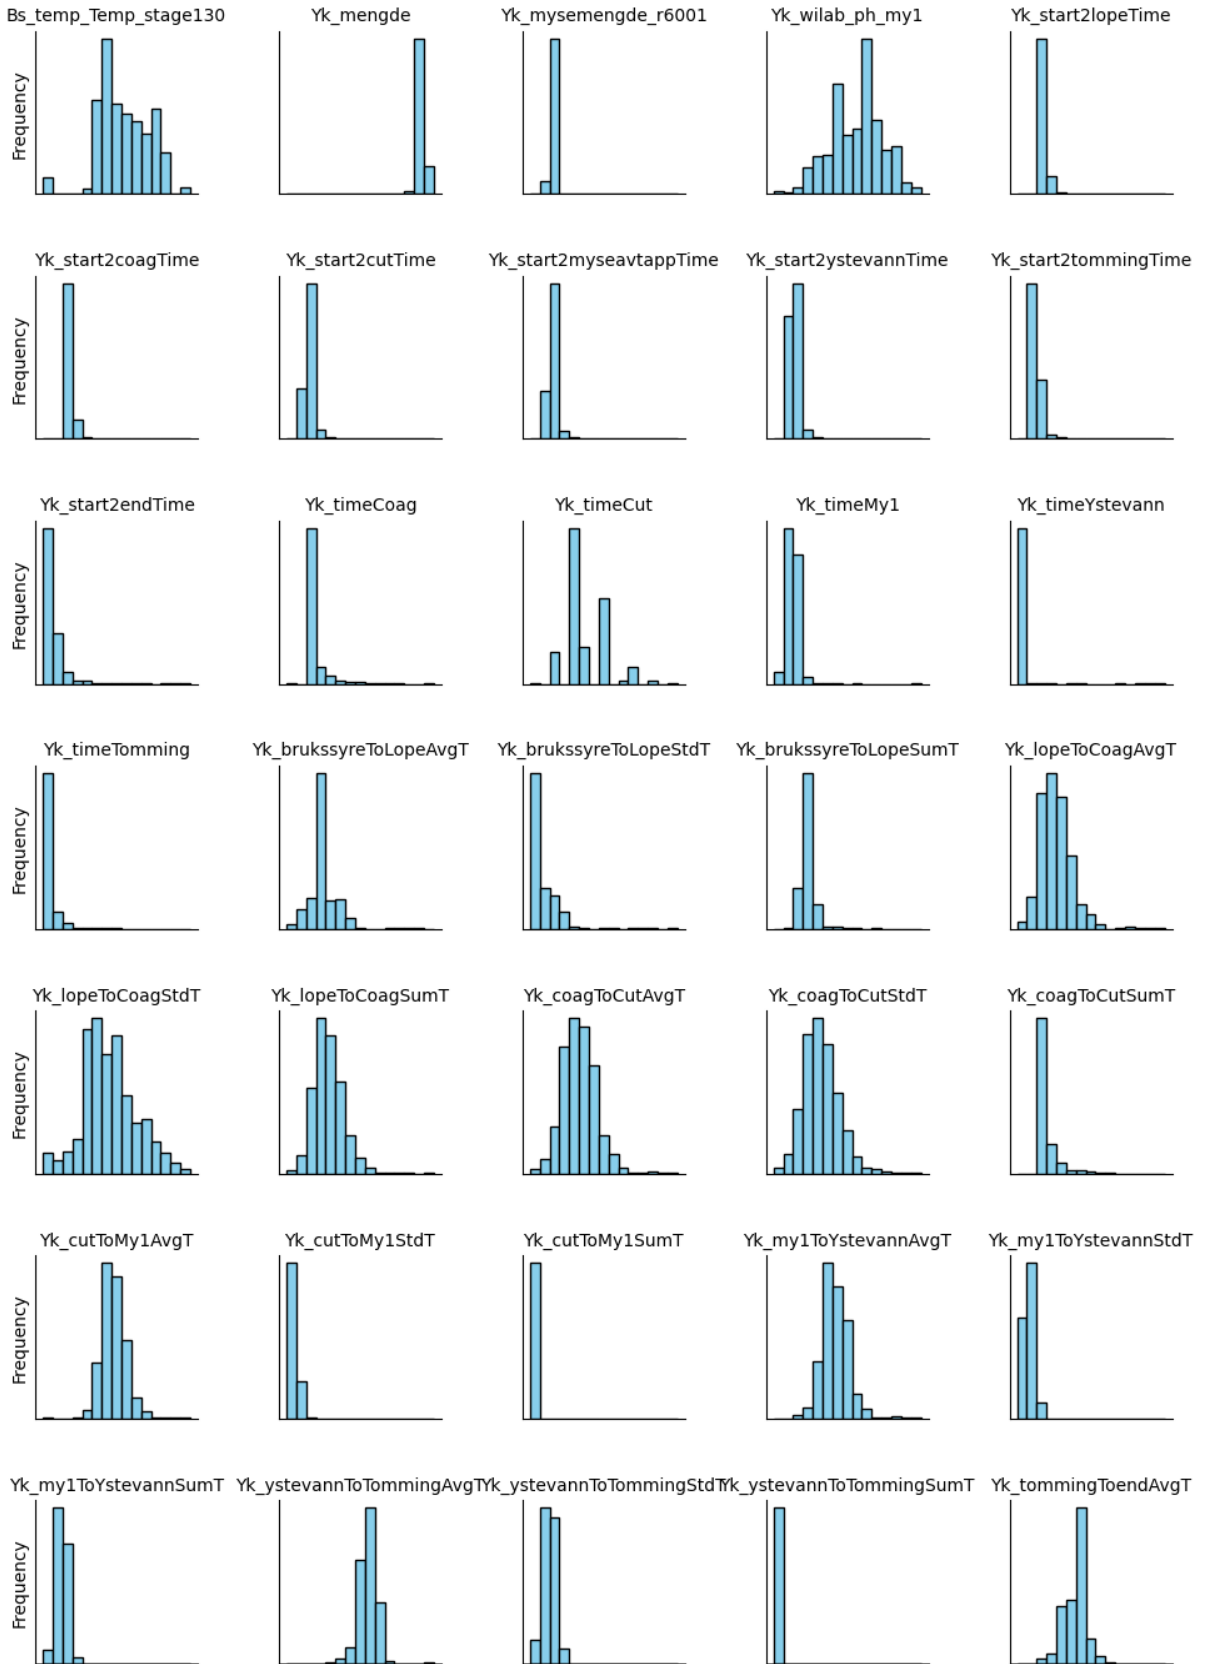 Bs_temp_Temp_stage130 Yk_mengde Yk_mysemengde_r6001 Yk_wilab_ph_my1 Yk_start2lopeTime
Frequency
Yk_start2coagTime Yk_start2cutTime Yk_start2myseavtappTime Yk_start2ystevannTime Yk_start2tommingTime
Frequency
Yk_start2endTime Yk_timeCoag Yk_timeCut Yk_timeMy1 Yk_timeYstevann
Frequency
Yk_timeTomming Yk_brukssyreToLopeAvgT Yk_brukssyreToLopeStdT Yk_brukssyreToLopeSumT Yk_lopeToCoagAvgT
Frequency
Yk_lopeToCoagStdT Yk_lopeToCoagSumT Yk_coagToCutAvgT Yk_coagToCutStdT Yk_coagToCutSumT
Frequency
Yk_cutToMy1AvgT Yk_cutToMy1StdT Yk_cutToMy1SumT Yk_my1ToYstevannAvgT Yk_my1ToYstevannStdT
Frequency
Yk_my1ToYstevannSumT Yk_ystevannToTommingAvgT Yk_ystevannToTommingStdT Yk_ystevannToTommingSumT Yk_tommingToendAvgT
Frequency